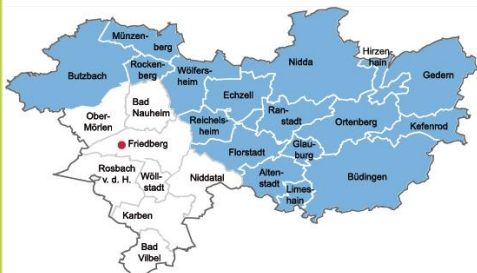 Münzen-
berg
Butzbach
Rocken-
berg
Wölfers-
heim
Nidda
Hirzen-
hain
Gedern
Echzell
Bad
Nauheim
Ober-
Mörlen
Reichels-
heim
Ran-
stadt
Ortenberg
Kefenrod
Friedberg
Florstadt
Glau-
burg
Rosbach
v. d. H.
Wöll-
stadt
Niddatal
Alten-
stadt
Limes-
hain
Büdingen
Karben
Bad
Vilbel